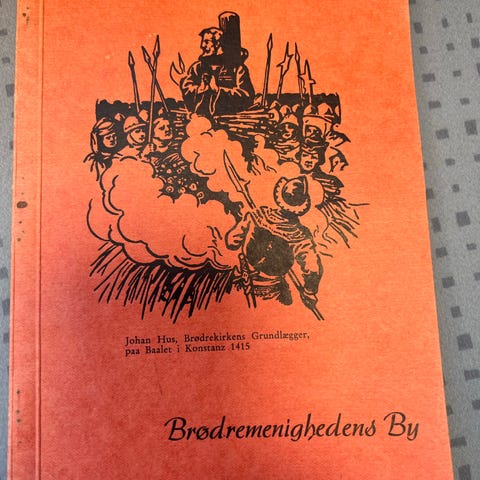 Johan Hus, Brødrekirkens Grundlægger,
paa Baalet i Konstanz 1415
Brødremenighedens By